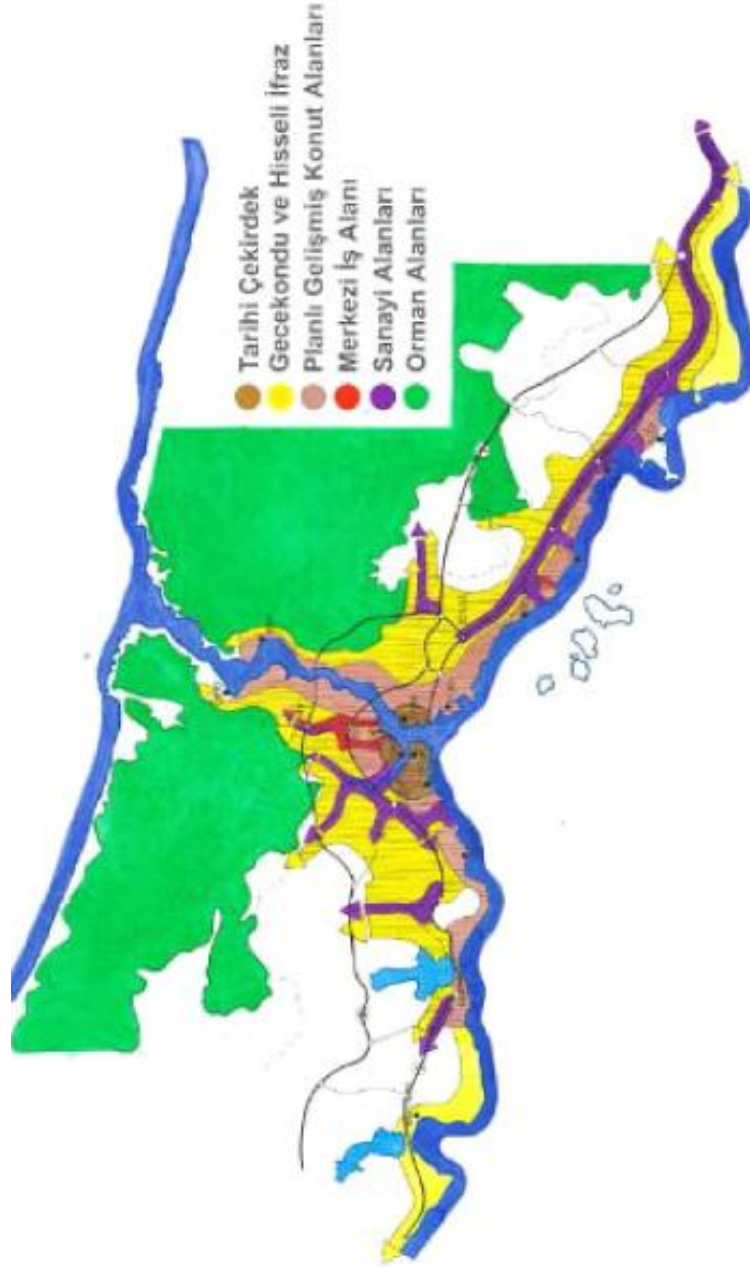 Tarihi Çekirdek
Gecekondu ve Hisseli İfraz
Planlı Gelişmiş Konut Alanları
Merkezi İş Alanı
Sanayi Alanları
Orman Alanları